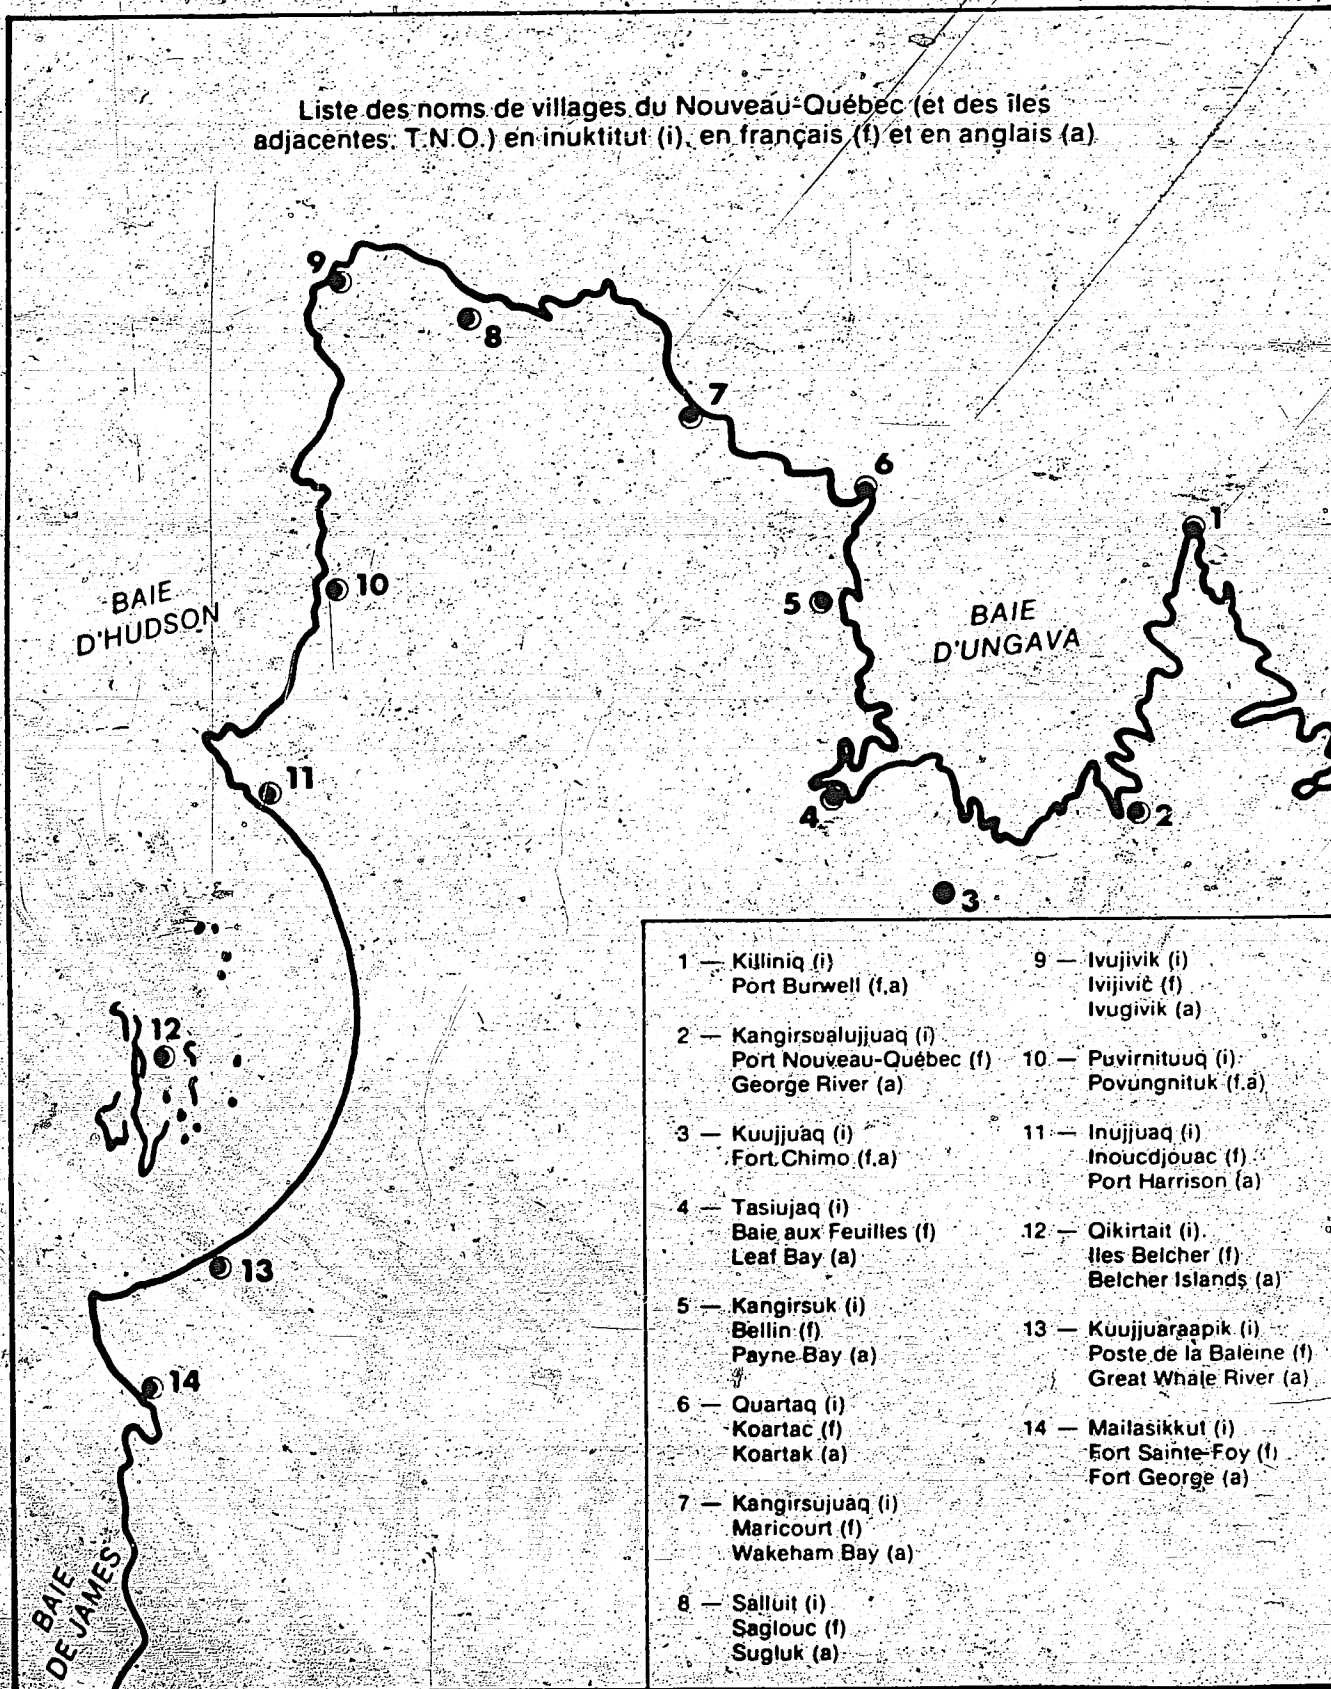 Liste des noms de villages du Nouveau-Québec (et des îles
adjacentes, T.N.O.) en inuktitut (i), en français (f) et en anglais (a)
9
8
7
6
1
10
5
BAIE
D'HUDSON
BAIE
D'UNGAVA
11
4
2
3
12
13
14
BAIE
DE JAMES
1 — Killiniq (i)
Port Burwell (f,a)
2 — Kangirsualujjuaq (i)
Port Nouveau-Québec (f)
George River (a)
3 — Kuujjuaq (i)
Fort Chimo (f,a)
4 — Tasiujaq (i)
Baie aux Feuilles (f)
Leaf Bay (a)
5 — Kangirsuk (i)
Bellin (f)
Payne Bay (a)
6 — Quartaq (i)
Koartac (f)
Koartak (a)
7 — Kangirsujuaq (i)
Maricourt (f)
Wakeham Bay (a)
8 — Salluit (i)
Saglouc (f)
Sugluk (a)
9 — Ivujivik (i)
Ivijivic (f)
Ivugivik (a)
10 — Puvirnituuq (i)
Povungnituk (f,a)
11 — Inujjuaq (i)
Inoucdjouac (f)
Port Harrison (a)
12 — Qikirtait (i)
Iles Belcher (f)
Belcher Islands (a)
13 — Kuujjuaraapik (i)
Poste de la Baleine (f)
Great Whale River (a)
14 — Mailasikkut (i)
Fort Sainte-Foy (f)
Fort George (a)